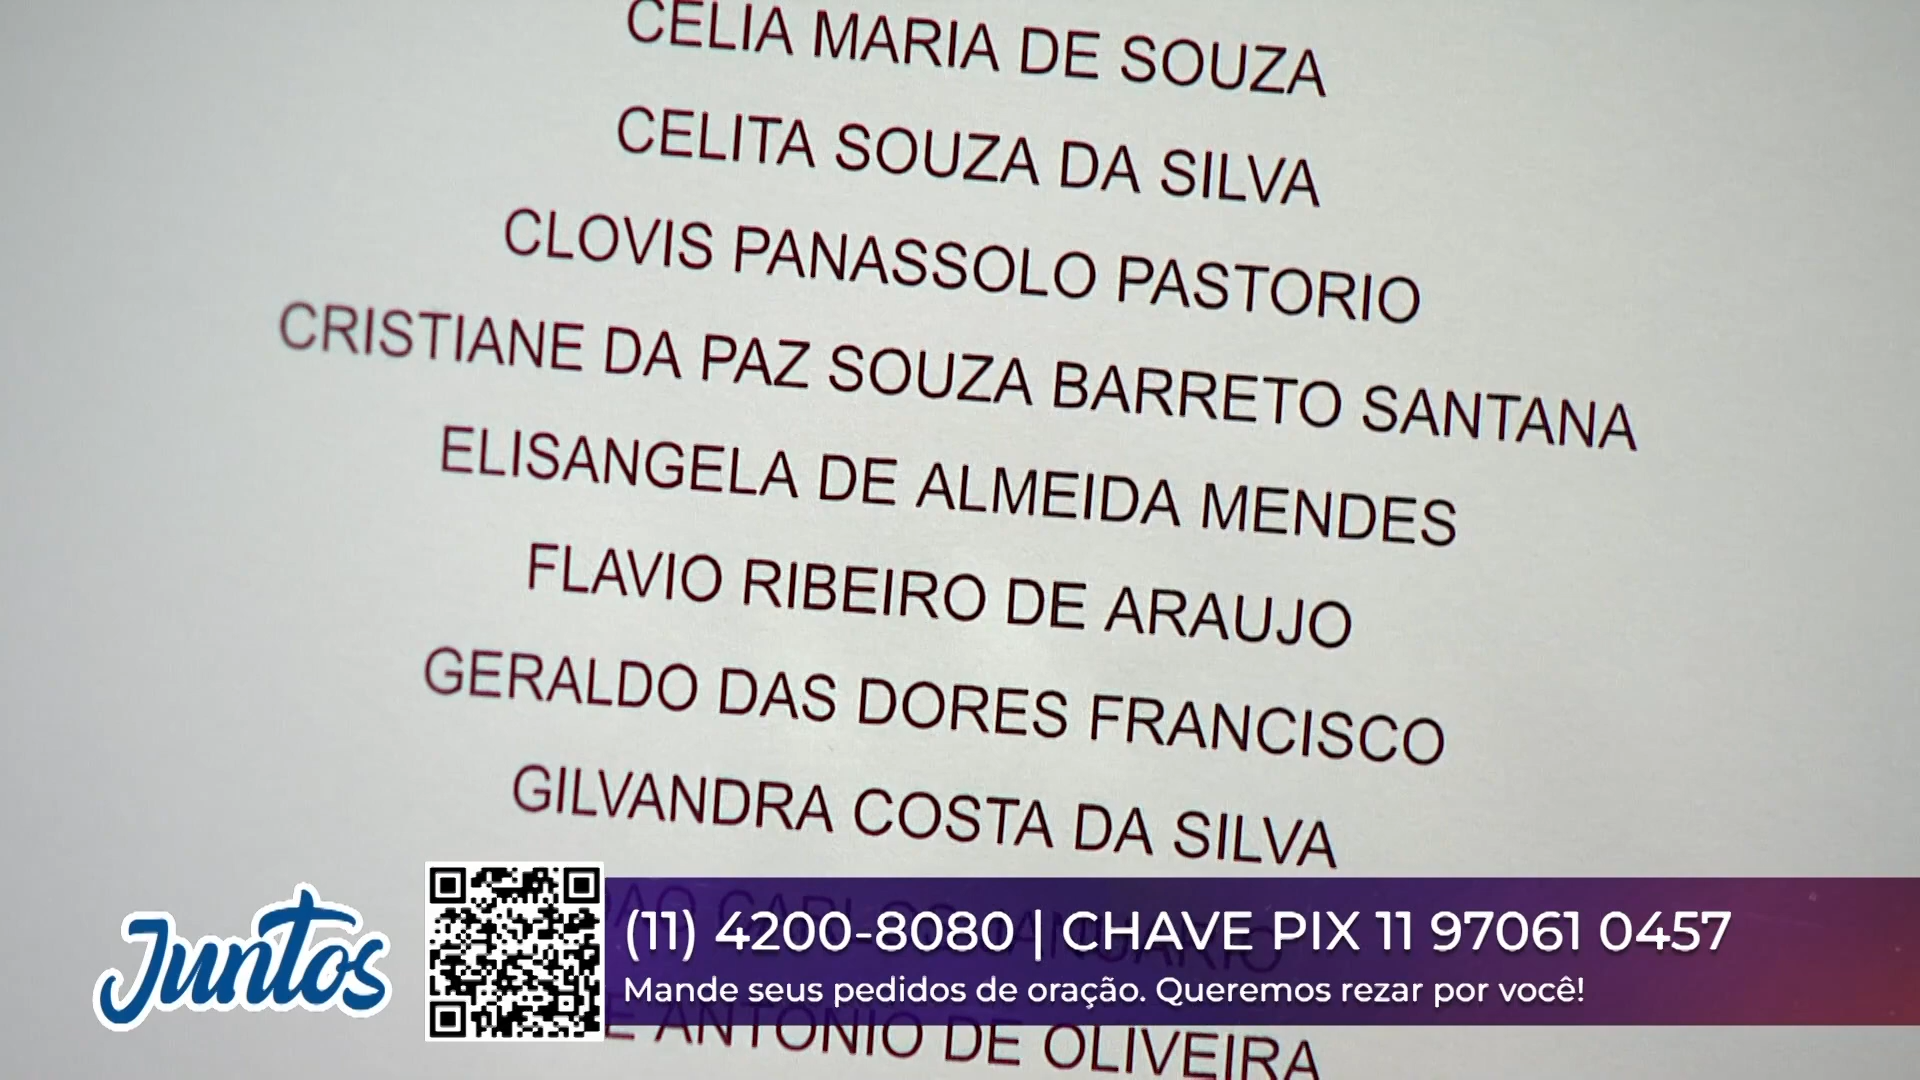 CELIA MARIA DE SOUZA
CELITA SOUZA DA SILVA
CLOVIS PANASSOLO PASTORIO
CRISTIANE DA PAZ SOUZA BARRETO SANTANA
ELISANGELA DE ALMEIDA MENDES
FLAVIO RIBEIRO DE ARAUJO
GERALDO DAS DORES FRANCISCO
GILVANDRA COSTA DA SILVA
CARLOS JANUARIO
Juntos
(11) 4200-8080 | CHAVE PIX 11 97061 0457
Mande seus pedidos de oração. Queremos rezar por você!
ANTONIO DE OLIVEIRA